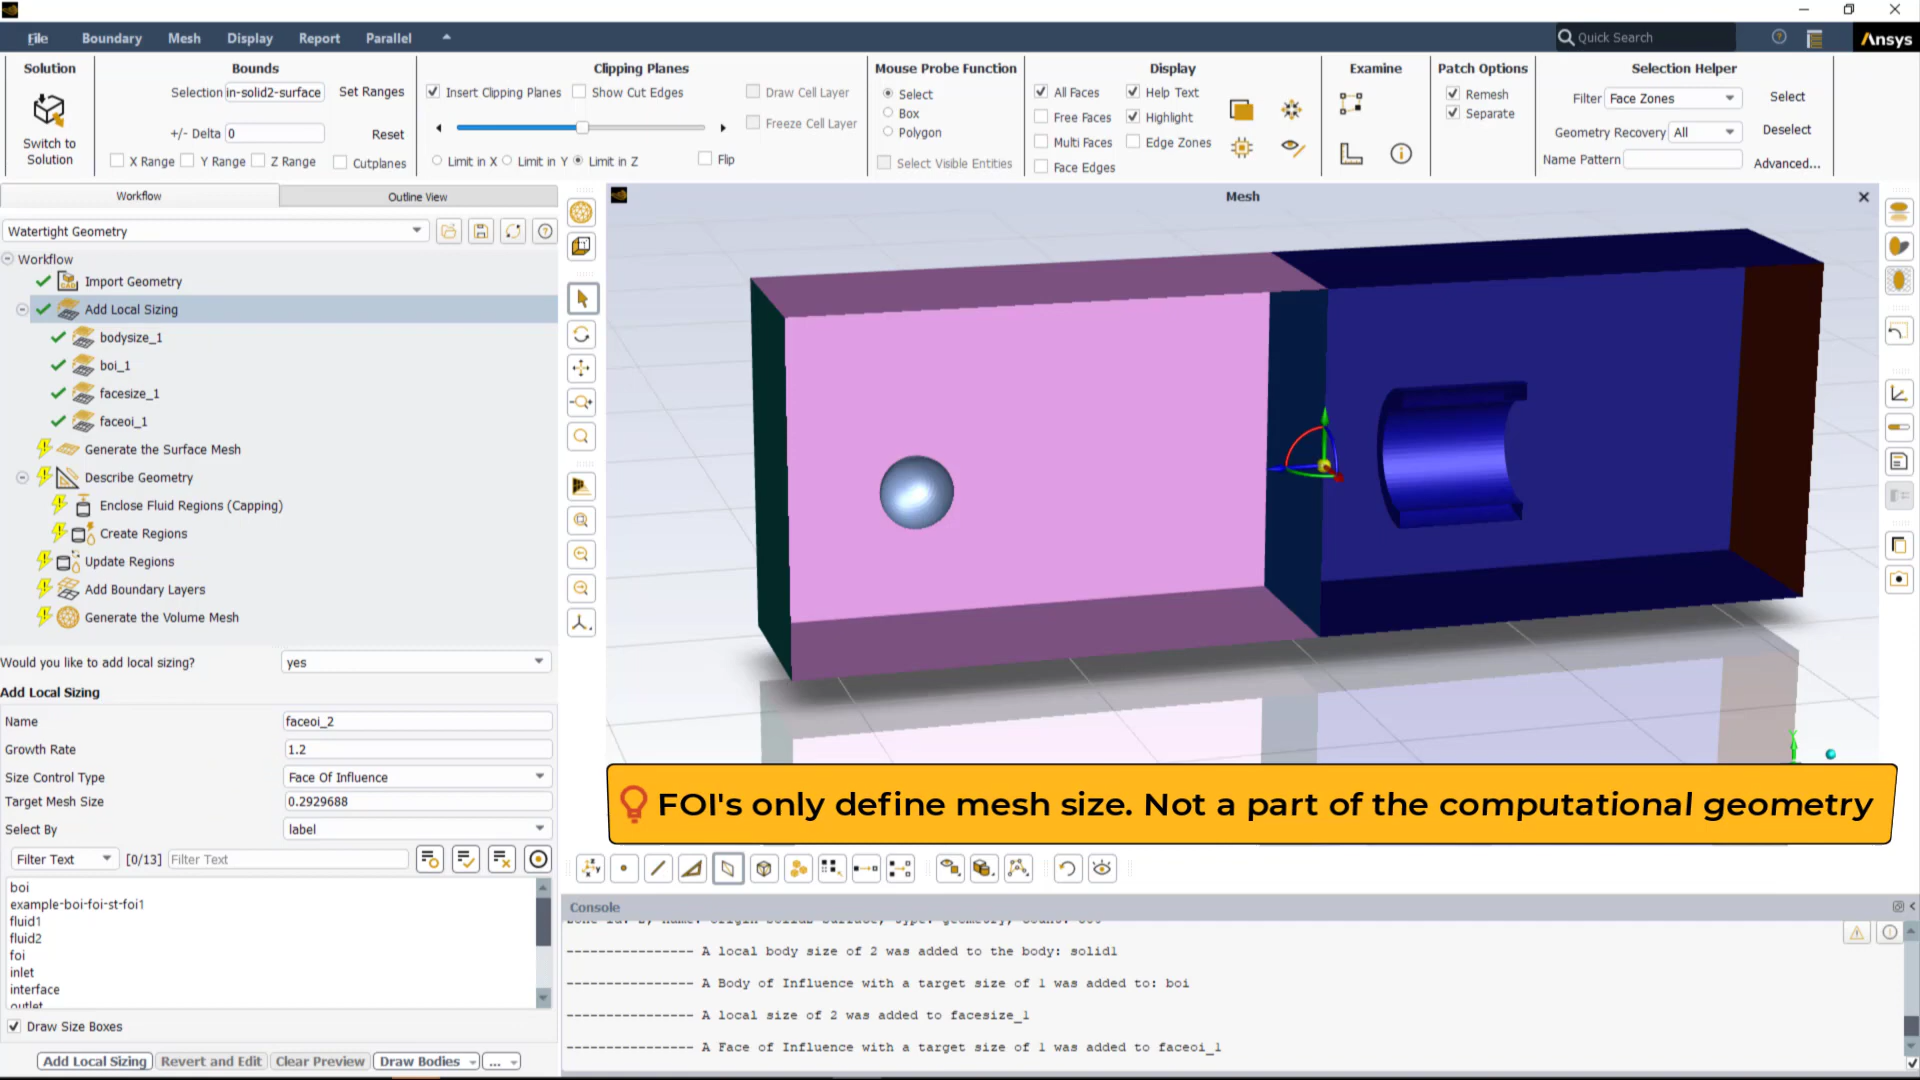 File
Boundary
Mesh
Display
Report
Parallel
Quick Search
Ansys
Solution
Switch to
Solution
Bounds
Selection in-solid2-surface Set Ranges
+/- Delta 0 Reset
X Range Y Range Z Range Cutplanes
Clipping Planes
Insert Clipping Planes Show Cut Edges
Draw Cell Layer
Freeze Cell Layer
Limit in X Limit in Y Limit in Z Flip
Mouse Probe Function
Select
Box
Polygon
Select Visible Entities
Display
All Faces Help Text
Free Faces Highlight
Multi Faces Edge Zones
Face Edges
Examine
Patch Options
Remesh
Separate
Selection Helper
Filter Face Zones Select
Geometry Recovery All Deselect
Name Pattern Advanced...
Workflow
Outline View
Watertight Geometry
Workflow
Import Geometry
Add Local Sizing
bodysize_1
boi_1
facesize_1
faceoi_1
Generate the Surface Mesh
Describe Geometry
Enclose Fluid Regions (Capping)
Create Regions
Update Regions
Add Boundary Layers
Generate the Volume Mesh
Would you like to add local sizing? yes
Add Local Sizing
Name faceoi_2
Growth Rate 1.2
Size Control Type Face Of Influence
Target Mesh Size 0.2929688
Select By label
Filter Text [0/13] Filter Text
boi
example-boi-foi-st-foi1
fluid1
fluid2
foi
inlet
interface
outlet
Draw Size Boxes
Add Local Sizing Revert and Edit Clear Preview Draw Bodies ...
Mesh
FOI's only define mesh size. Not a part of the computational geometry
Console
---------------- A local body size of 2 was added to the body: solid1
---------------- A Body of Influence with a target size of 1 was added to: boi
---------------- A local size of 2 was added to facesize_1
---------------- A Face of Influence with a target size of 1 was added to faceoi_1